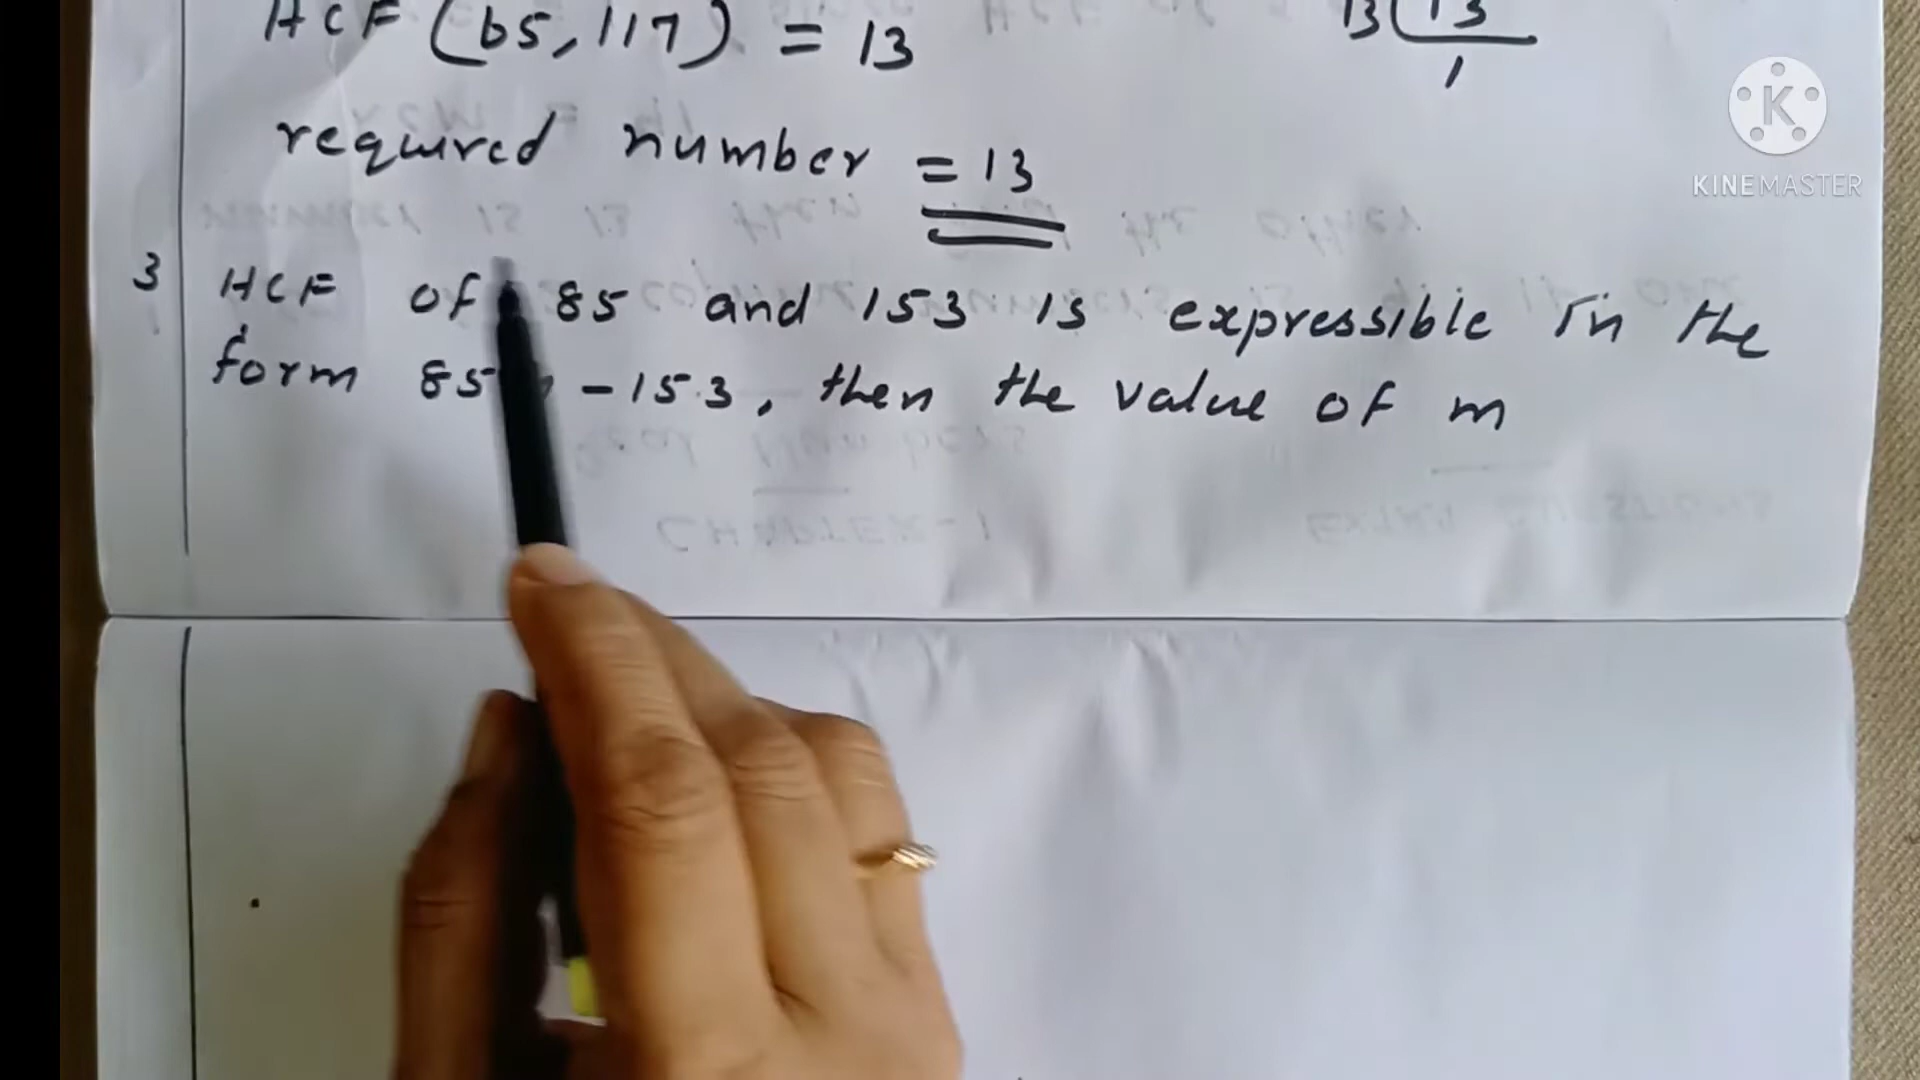 HCF (65, 117) = 13
13 13
1
required number = 13
K
KINEMASTER
3 HCF of 85 and 153 is expressible in the
form 85 - 153, then the value of m